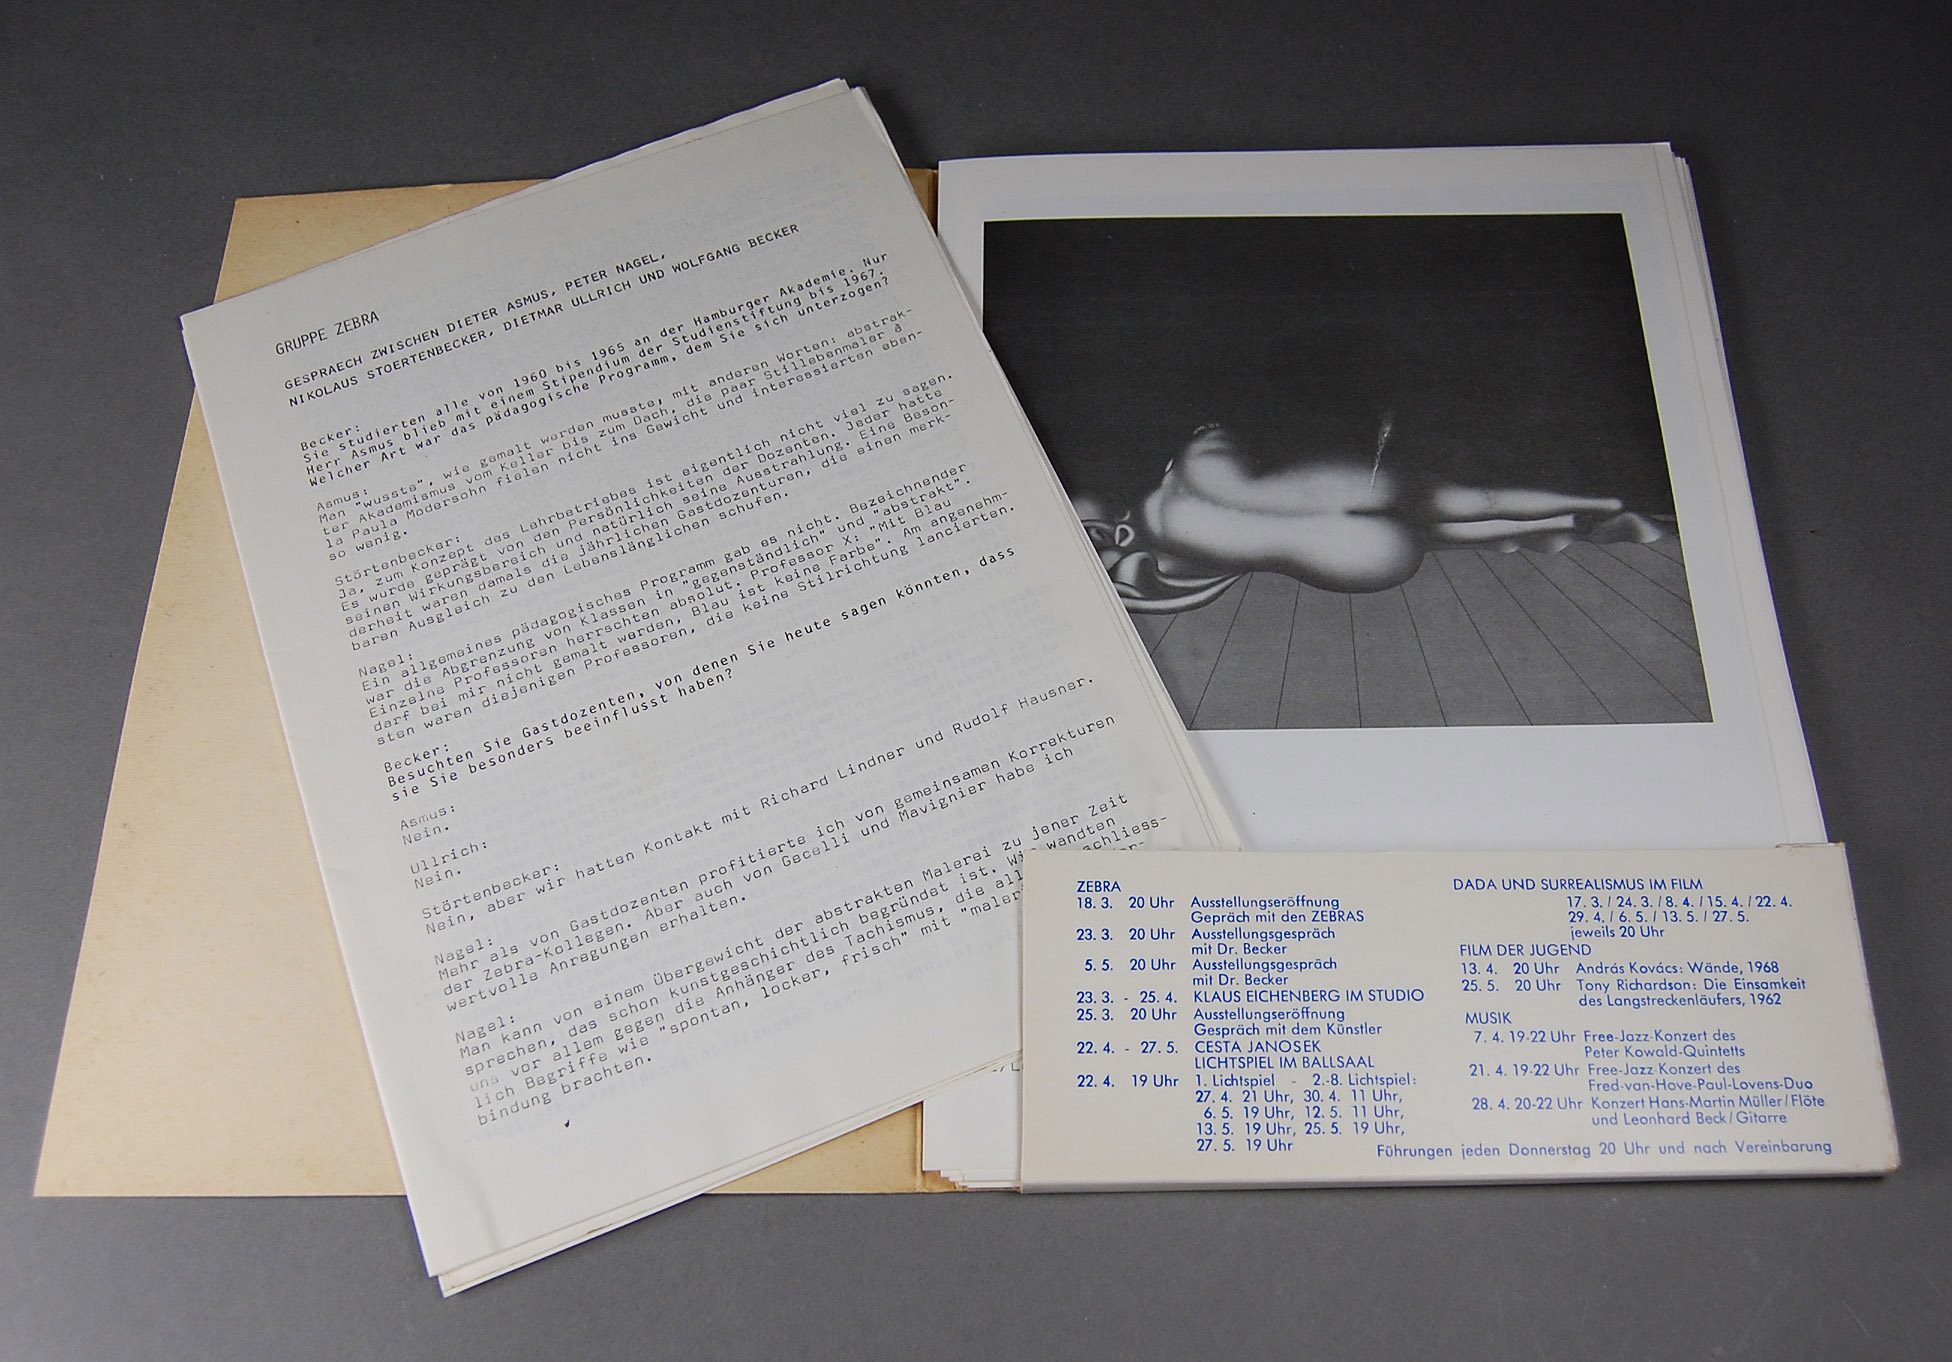 GRUPPE ZEBRA
GESPRAECH ZWISCHEN DIETER ASMUS, PETER NAGEL,
NIKOLAUS STOERTENBECKER, DIETMAR ULLRICH UND WOLFGANG BECKER
Becker:
Sie studierten alle von 1960 bis 1965 an der Hamburger Akademie. Nur
Herr Asmus blieb mit einem Stipendium der Studienstiftung bis 1967.
Welcher Art war das pädagogische Programm, dem Sie sich unterzogen?
Asmus:
Man "wusste", wie gemalt werden musste, mit anderen Worten: abstrak-
ter Akademismus vom Keller bis zum Dach, die paar Stillebenmaler à
la Paula Modersohn fielen nicht ins Gewicht und interessierten eben-
so wenig.
Störtenbecker:
Ja, zum Konzept des Lehrbetriebes ist eigentlich nicht viel zu sagen.
Es wurde geprägt von den Persönlichkeiten der Dozenten. Jeder hatte
seinen Wirkungsbereich und natürlich seine Ausstrahlung. Eine Beson-
derheit waren damals die jährlichen Gastdozenturen, die einen merk-
baren Ausgleich zu den Lebenslänglichen schufen.
Nagel:
Ein allgemeines pädagogisches Programm gab es nicht. Bezeichnender
war die Abgrenzung von Klassen in "gegenständlich" und "abstrakt".
Einzelne Professoren herrschten absolut. Professor X: "Mit Blau
darf bei mir nicht gemalt werden, Blau ist keine Farbe". Am angenehm-
sten waren diejenigen Professoren, die keine Stilrichtung lancierten.
Becker:
Besuchten Sie Gastdozenten, von denen Sie heute sagen könnten, dass
sie Sie besonders beeinflusst haben?
Asmus:
Nein.
Ullrich:
Nein.
Störtenbecker:
Nein, aber wir hatten Kontakt mit Richard Lindner und Rudolf Hausner.
Nagel:
Mehr als von Gastdozenten profitierte ich von gemeinsamen Korrekturen
der Zebra-Kollegen. Aber auch von Gecelli und Mavignier habe ich
wertvolle Anregungen erhalten.
Nagel:
Man kann von einem Übergewicht der abstrakten Malerei zu jener Zeit
sprechen, das schon kunstgeschichtlich begründet ist. Wir wandten
uns vor allem gegen die Anhänger des Tachismus, die schliess-
lich Begriffe wie "spontan, locker, frisch" mit
bindung brachten.
ZEBRA
18. 3. 20 Uhr Ausstellungseröffnung
Gepräch mit den ZEBRAS
23. 3. 20 Uhr Ausstellungsgespräch
mit Dr. Becker
5. 5. 20 Uhr Ausstellungsgespräch
mit Dr. Becker
23. 3. - 25. 4. KLAUS EICHENBERG IM STUDIO
25. 3. 20 Uhr Ausstellungseröffnung
Gespräch mit dem Künstler
22. 4. - 27. 5. CESTA JANOSEK
LICHTSPIEL IM BALLSAAL
22. 4. 19 Uhr 1. Lichtspiel - 2.-8. Lichtspiel:
27. 4. 21 Uhr, 30. 4. 11 Uhr,
6. 5. 19 Uhr, 12. 5. 11 Uhr,
13. 5. 19 Uhr, 25. 5. 19 Uhr,
27. 5. 19 Uhr
DADA UND SURREALISMUS IM FILM
17. 3. / 24. 3. / 8. 4. / 15. 4. / 22. 4.
29. 4. / 6. 5. / 13. 5. / 27. 5.
jeweils 20 Uhr
FILM DER JUGEND
13. 4. 20 Uhr András Kovács: Wände, 1968
25. 5. 20 Uhr Tony Richardson: Die Einsamkeit
des Langstreckenläufers, 1962
MUSIK
7. 4. 19-22 Uhr Free-Jazz-Konzert des
Peter Kowald-Quintetts
21. 4. 19-22 Uhr Free-Jazz-Konzert des
Fred-van-Hove-Paul-Lovens-Duo
28. 4. 20-22 Uhr Konzert Hans-Martin Müller/Flöte
und Leonhard Beck/Gitarre
Führungen jeden Donnerstag 20 Uhr und nach Vereinbarung